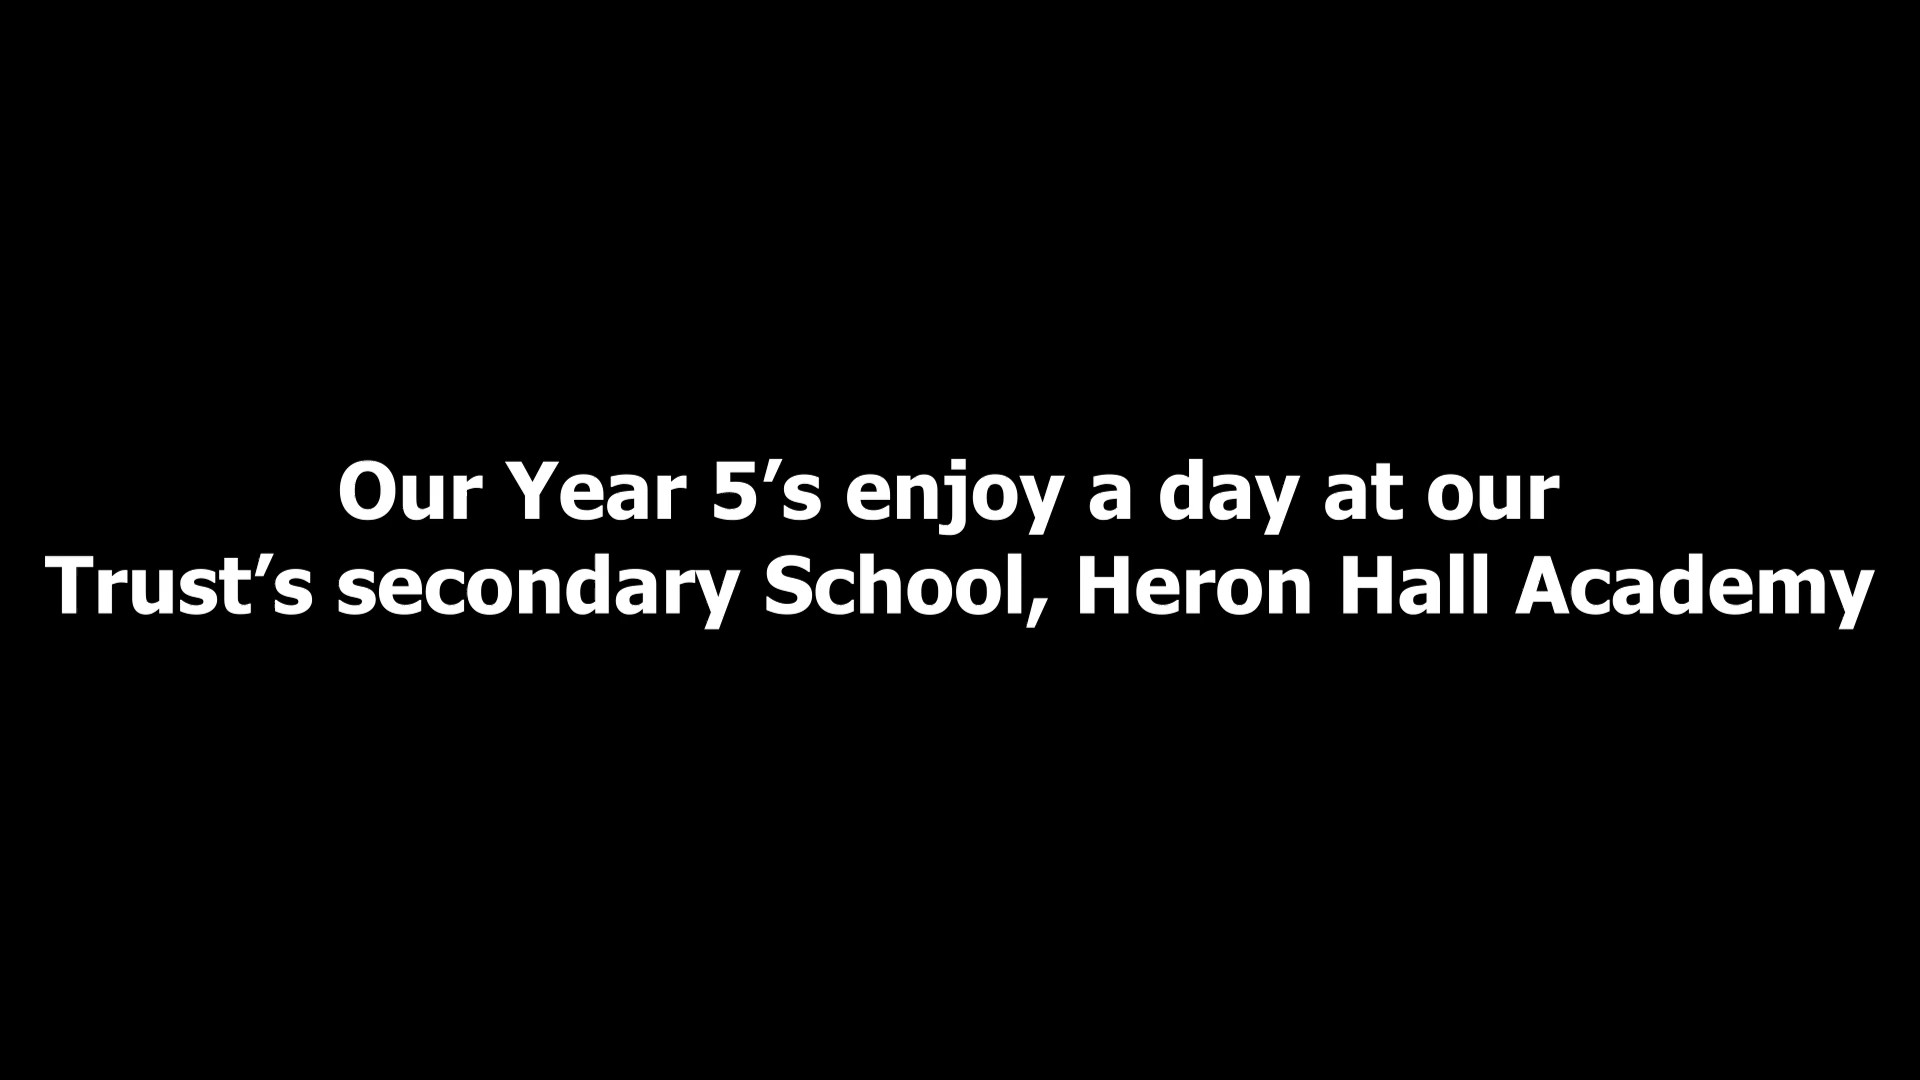 Our Year 5’s enjoy a day at our
Trust’s secondary School, Heron Hall Academy